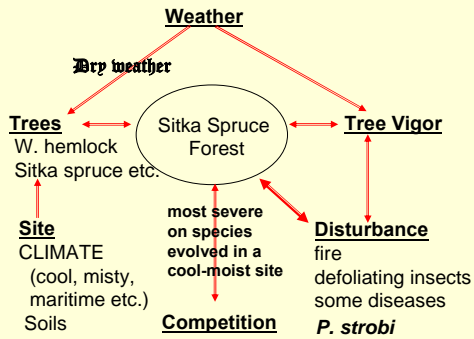 Weather
Dry weather
Trees
W. hemlock
Sitka spruce etc.
Sitka Spruce
Forest
Tree Vigor
Site
CLIMATE
(cool, misty,
maritime etc.)
Soils
most severe
on species
evolved in a
cool-moist site
Competition
Disturbance
fire
defoliating insects
some diseases
P. strobi